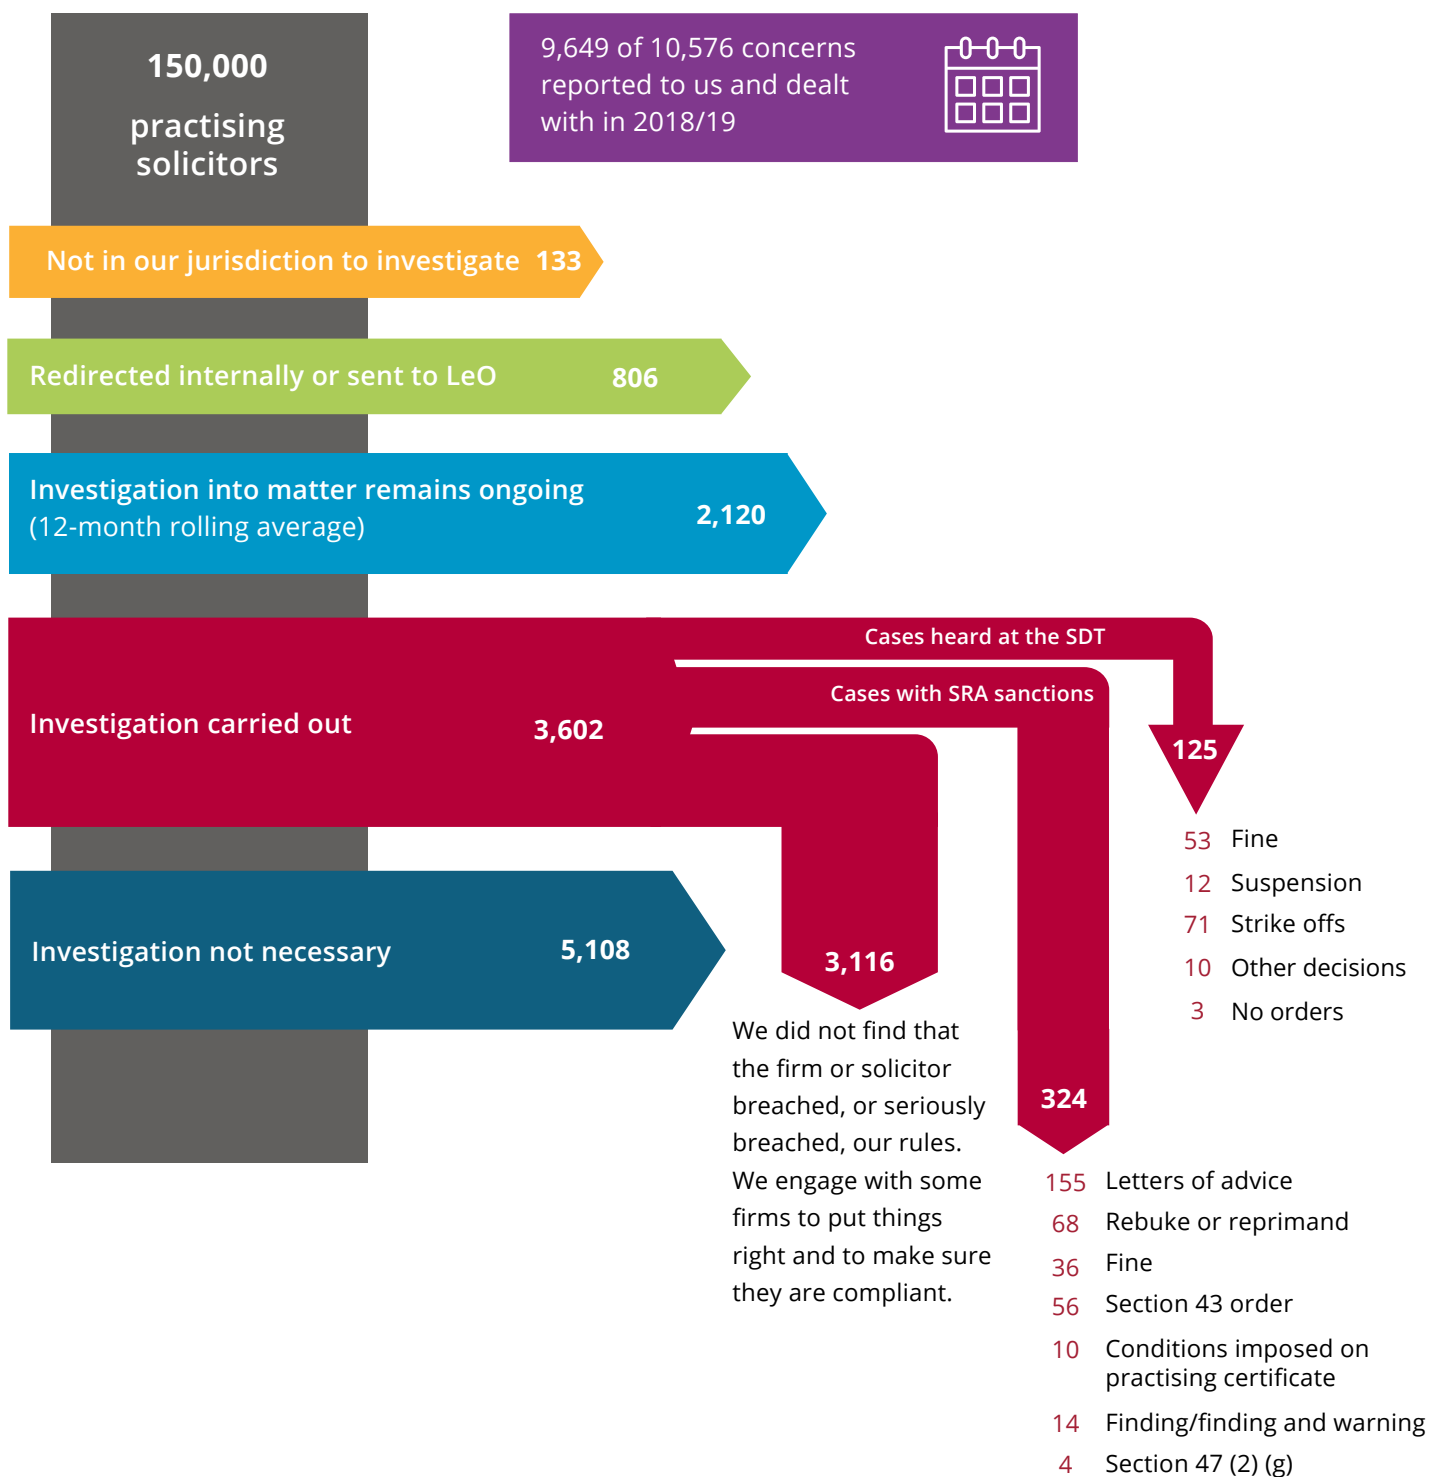 150,000
practising
solicitors
9,649 of 10,576 concerns
reported to us and dealt
with in 2018/19
Not in our jurisdiction to investigate 133
Redirected internally or sent to LeO 806
Investigation into matter remains ongoing
(12-month rolling average)
2,120
Investigation carried out 3,602
Cases heard at the SDT
Cases with SRA sanctions
125
53 Fine
12 Suspension
71 Strike offs
10 Other decisions
3 No orders
Investigation not necessary 5,108
3,116
We did not find that
the firm or solicitor
breached, or seriously
breached, our rules.
We engage with some
firms to put things
right and to make sure
they are compliant.
324
155 Letters of advice
68 Rebuke or reprimand
36 Fine
56 Section 43 order
10 Conditions imposed on
practising certificate
14 Finding/finding and warning
4 Section 47 (2) (g)